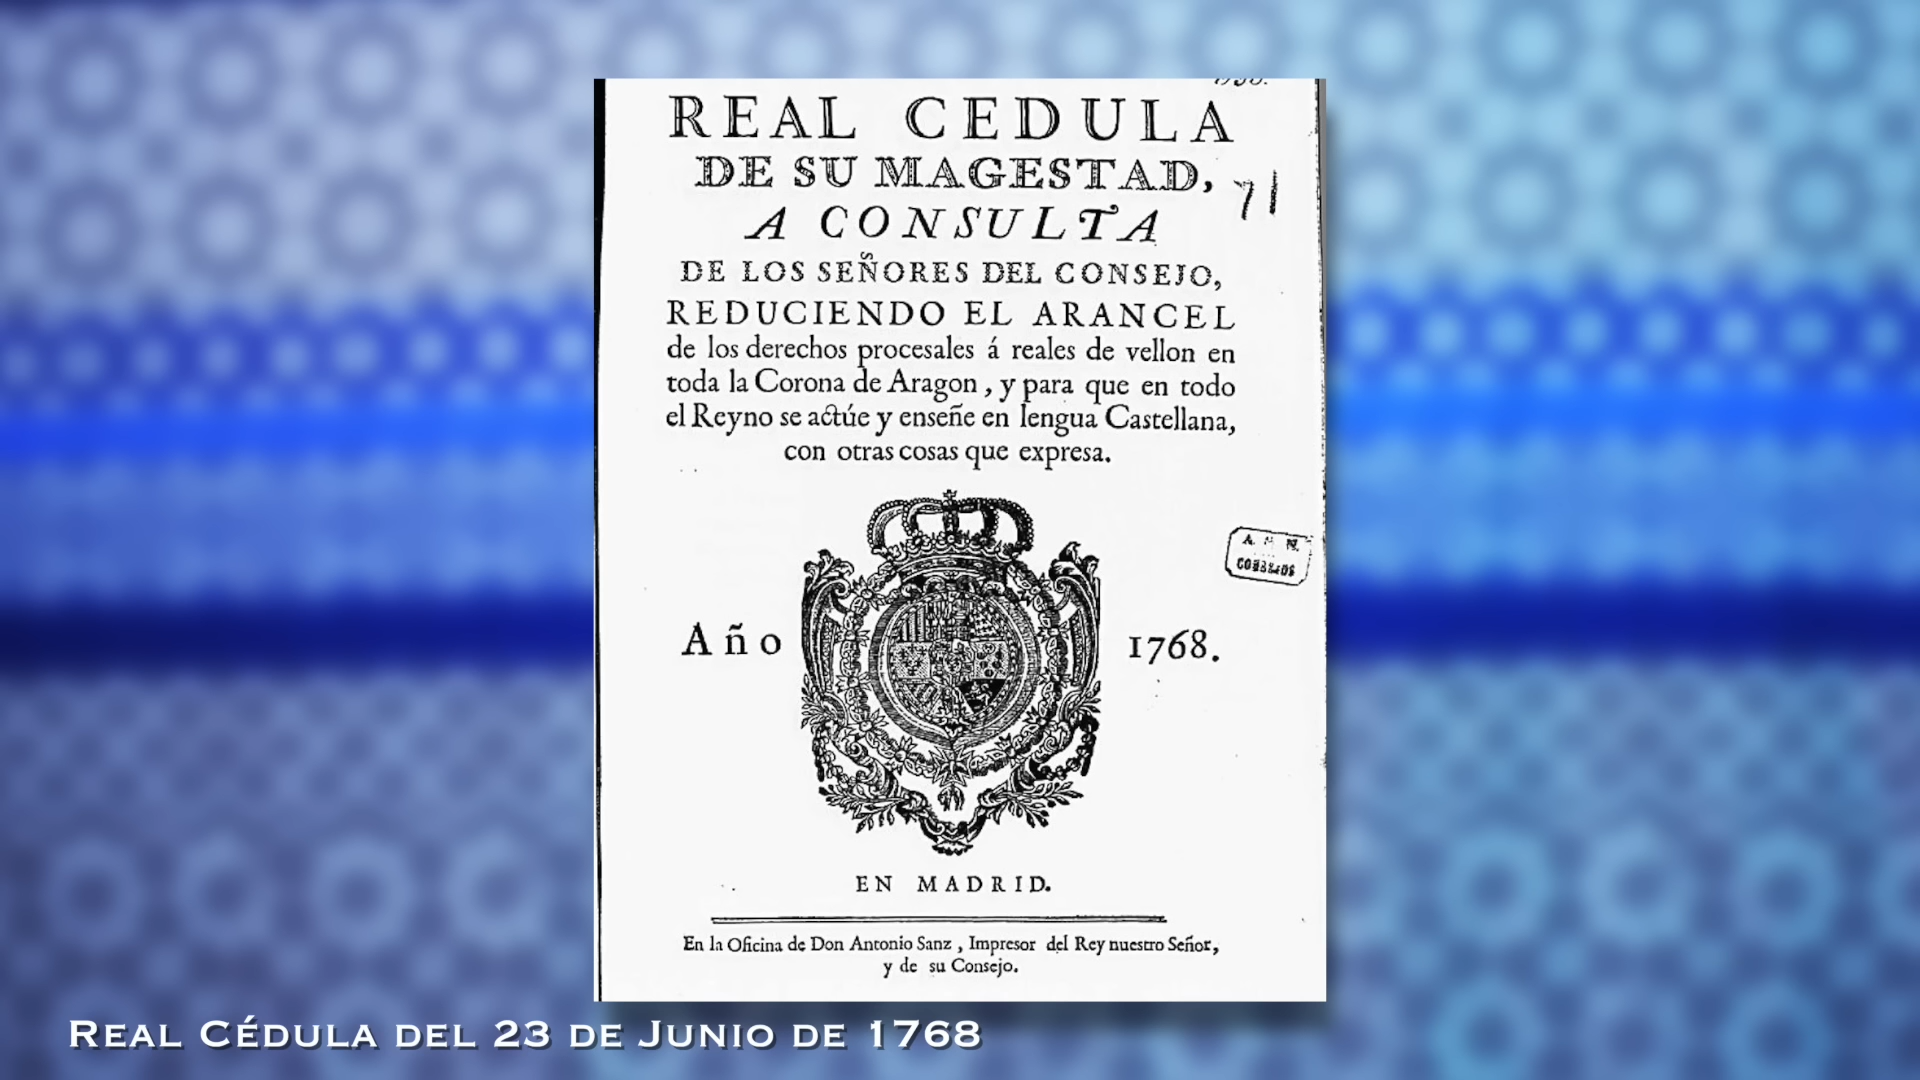 REAL CEDULA
DE SU MAGESTAD,
A CONSULTA
DE LOS SEÑORES DEL CONSEJO,
REDUCIENDO EL ARANCEL
de los derechos procesales á reales de vellon en
toda la Corona de Aragon, y para que en todo
el Reyno se actúe y enseñe en lengua Castellana,
con otras cosas que expresa.
71
Año 1768.
EN MADRID.
En la Oficina de Don Antonio Sanz, Impresor del Rey nuestro Señor,
y de su Consejo.
Real Cédula del 23 de Junio de 1768